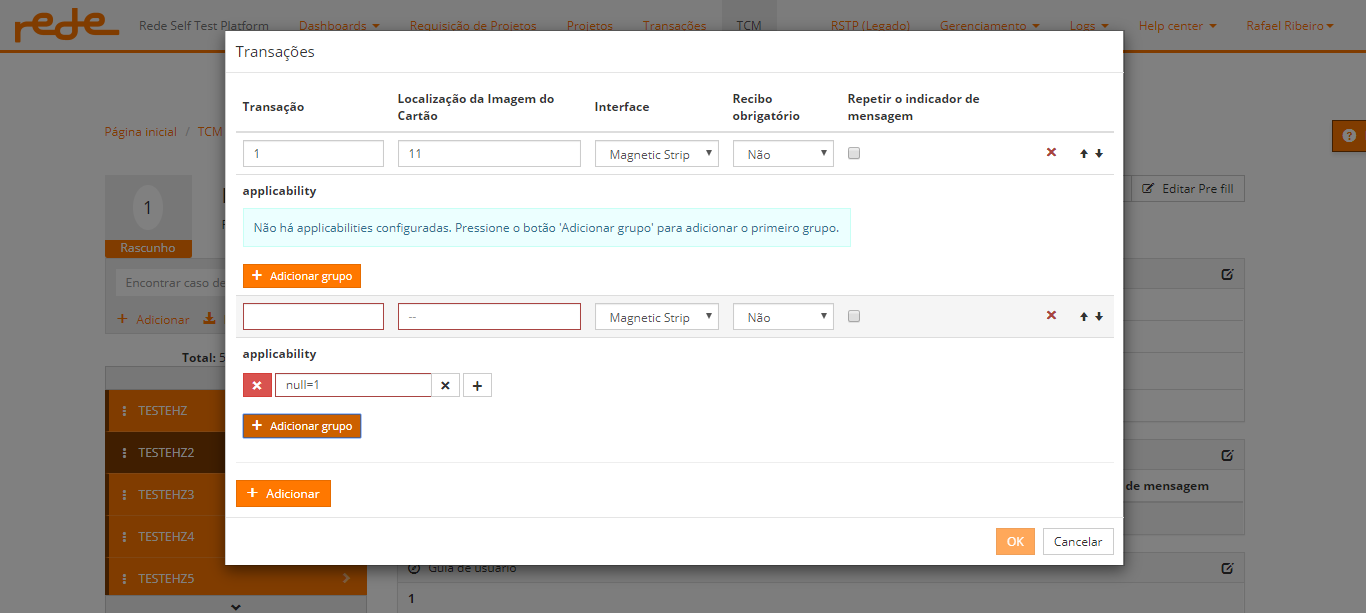 rede Rede Self Test Platform Dashboards Requisição de Projetos Projetos Transações TCM RSTP (Legado) Gerenciamento Logs Help center Rafael Ribeiro
Transações
Transação Localização da Imagem do Cartão Interface Recibo obrigatório Repetir o indicador de mensagem
1 11 Magnetic Strip Não
applicability
Não há applicabilities configuradas. Pressione o botão 'Adicionar grupo' para adicionar o primeiro grupo.
+ Adicionar grupo
-- Magnetic Strip Não
applicability
null=1
+ Adicionar grupo
+ Adicionar
OK Cancelar
Página inicial / TCM
1
Rascunho
Editar Pre fill
Encontrar caso de
+ Adicionar
Total: 5
TESTEHZ
TESTEHZ2
TESTEHZ3
TESTEHZ4
TESTEHZ5
de mensagem
Guia de usuário
1